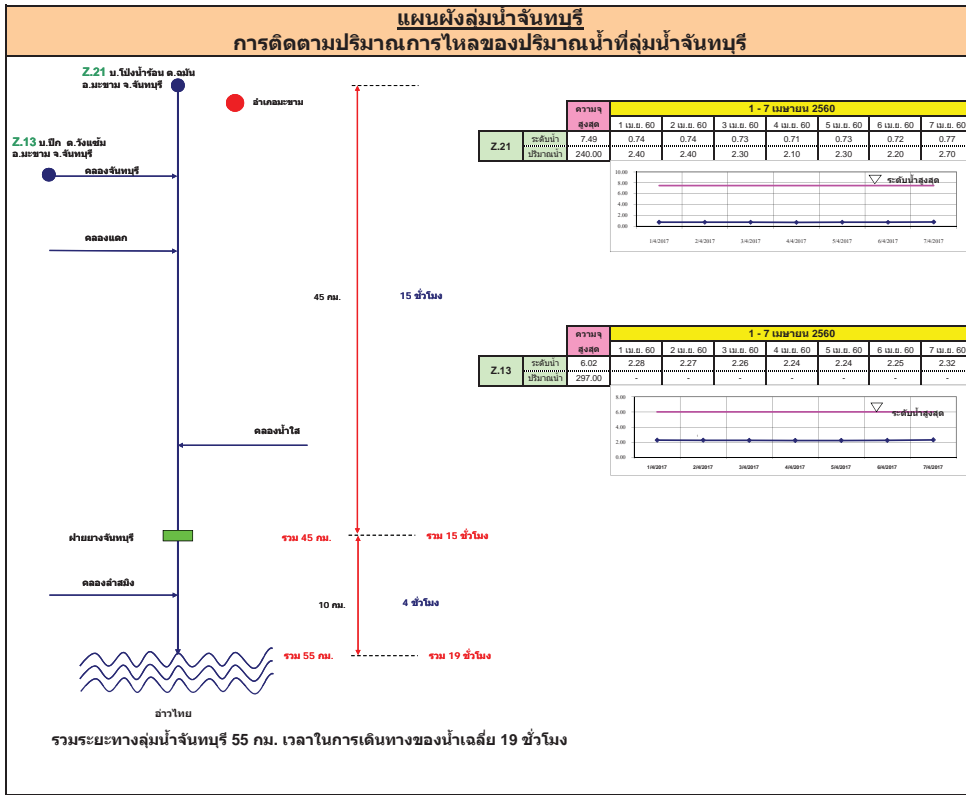 แผนผังลุ่มน้ำจันทบุรี
การติดตามปริมาณการไหลของปริมาณน้ำที่ลุ่มน้ำจันทบุรี
Z.21 บ.โป่งน้ำร้อน ต.ฉมัน
อ.มะขาม จ.จันทบุรี
อำเภอมะขาม
Z.13 บ.ปึก ต.วังแซ้ม
อ.มะขาม จ.จันทบุรี
คลองจันทบุรี
คลองแตก
45 กม.
15 ชั่วโมง
คลองน้ำใส
ฝายยางจันทบุรี
รวม 45 กม.
รวม 15 ชั่วโมง
คลองลำสมิง
10 กม.
4 ชั่วโมง
รวม 55 กม.
รวม 19 ชั่วโมง
อ่าวไทย
รวมระยะทางลุ่มน้ำจันทบุรี 55 กม. เวลาในการเดินทางของน้ำเฉลี่ย 19 ชั่วโมง
ความจุ 1 - 7 เมษายน 2560
สูงสุด 1 เม.ย. 60 2 เม.ย. 60 3 เม.ย. 60 4 เม.ย. 60 5 เม.ย. 60 6 เม.ย. 60 7 เม.ย. 60
Z.21
ระดับน้ำ 7.49 0.74 0.74 0.73 0.71 0.73 0.72 0.77
ปริมาณน้ำ 240.00 2.40 2.40 2.30 2.10 2.30 2.20 2.70
10.00
8.00
6.00
4.00
2.00
0.00
ระดับน้ำสูงสุด
1/4/2017 2/4/2017 3/4/2017 4/4/2017 5/4/2017 6/4/2017 7/4/2017
ความจุ 1 - 7 เมษายน 2560
สูงสุด 1 เม.ย. 60 2 เม.ย. 60 3 เม.ย. 60 4 เม.ย. 60 5 เม.ย. 60 6 เม.ย. 60 7 เม.ย. 60
Z.13
ระดับน้ำ 6.02 2.28 2.27 2.26 2.24 2.24 2.25 2.32
ปริมาณน้ำ 297.00 - - - - - - -
8.00
6.00
4.00
2.00
0.00
ระดับน้ำสูงสุด
1/4/2017 2/4/2017 3/4/2017 4/4/2017 5/4/2017 6/4/2017 7/4/2017